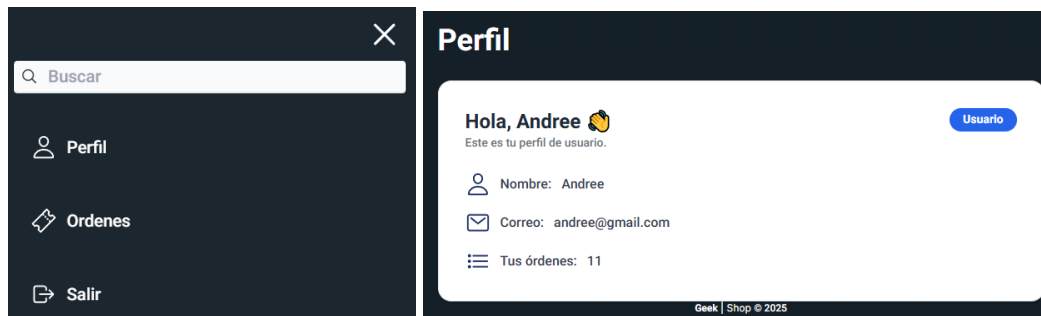 Buscar
Perfil
Ordenes
Salir
Perfil
Hola, Andree 👋
Usuario
Este es tu perfil de usuario.
Nombre: Andree
Correo: andree@gmail.com
Tus órdenes: 11
Geek | Shop © 2025